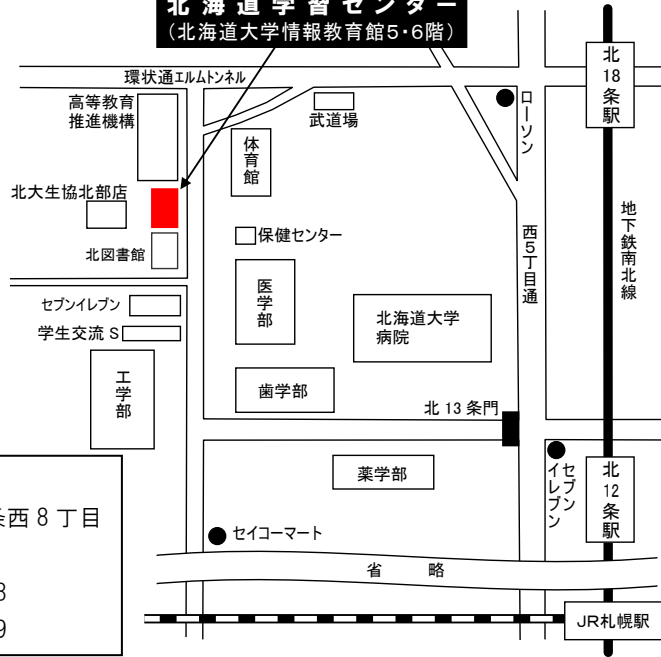 北海道学習センター
（北海道大学情報教育館5･6階）
環状通エルムトンネル
北18条駅
高等教育
推進機構
武道場
ローソン
体育館
北大生協北部店
北図書館
保健センター
西5丁目通
地下鉄南北線
医学部
セブンイレブン
学生交流 S
北海道大学
病院
工学部
歯学部
北 13 条門
薬学部
セブン
イレブン
北12条駅
条西 8 丁目
セイコーマート
省　略
8
9
JR札幌駅